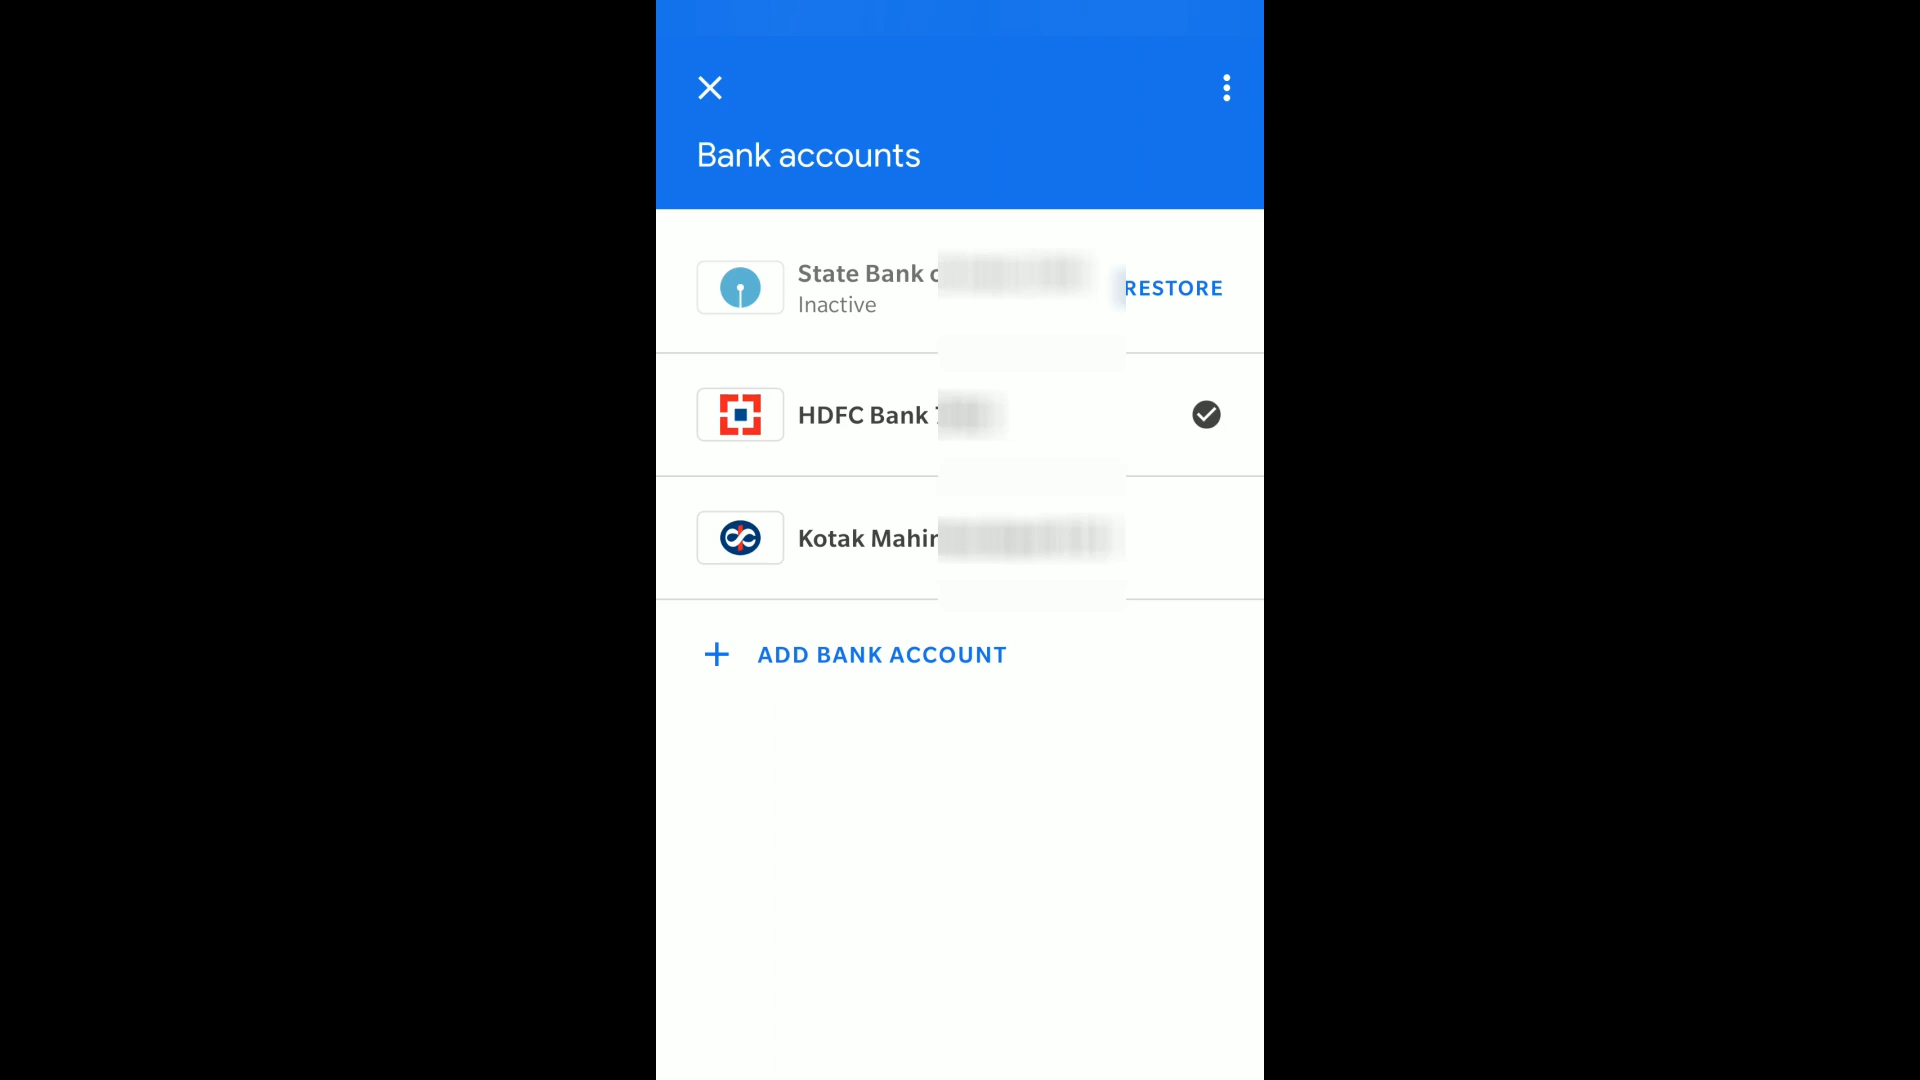 Bank accounts
State Bank
Inactive
RESTORE
HDFC Bank
Kotak
ADD BANK ACCOUNT